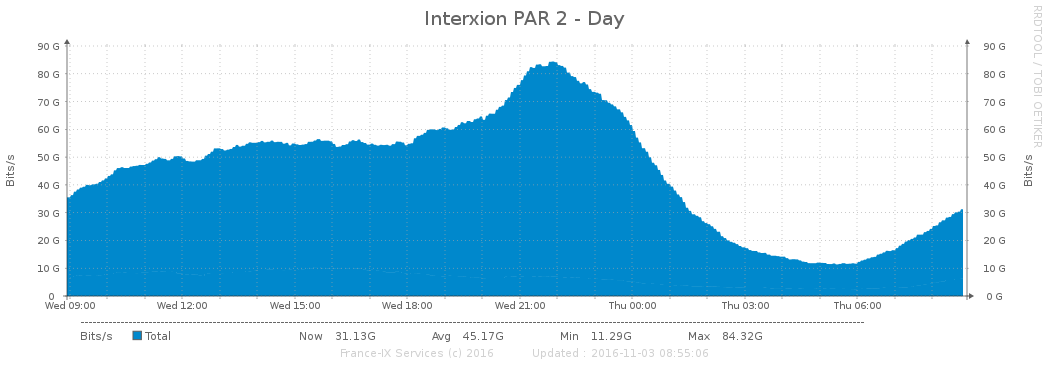 Interxion PAR 2 - Day
RRDTOOL / TOBI OETIKER
Bits/s
Bits/s
90 G 90 G
80 G 80 G
70 G 70 G
60 G 60 G
50 G 50 G
40 G 40 G
30 G 30 G
20 G 20 G
10 G 10 G
0 0 G
Wed 09:00 Wed 12:00 Wed 15:00 Wed 18:00 Wed 21:00 Thu 00:00 Thu 03:00 Thu 06:00
Bits/s Total Now 31.13G Avg 45.17G Min 11.29G Max 84.32G
France-IX Services (c) 2016 Updated : 2016-11-03 08:55:06